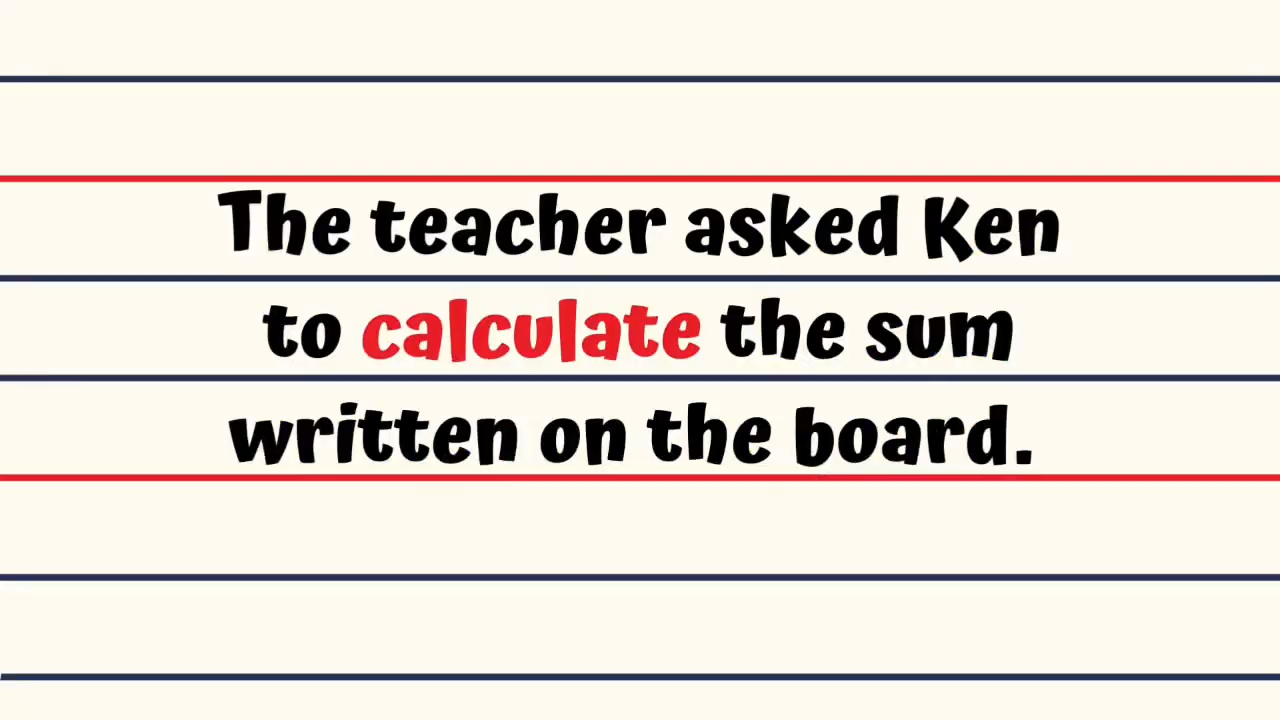 The teacher asked Ken
to calculate the sum
written on the board.